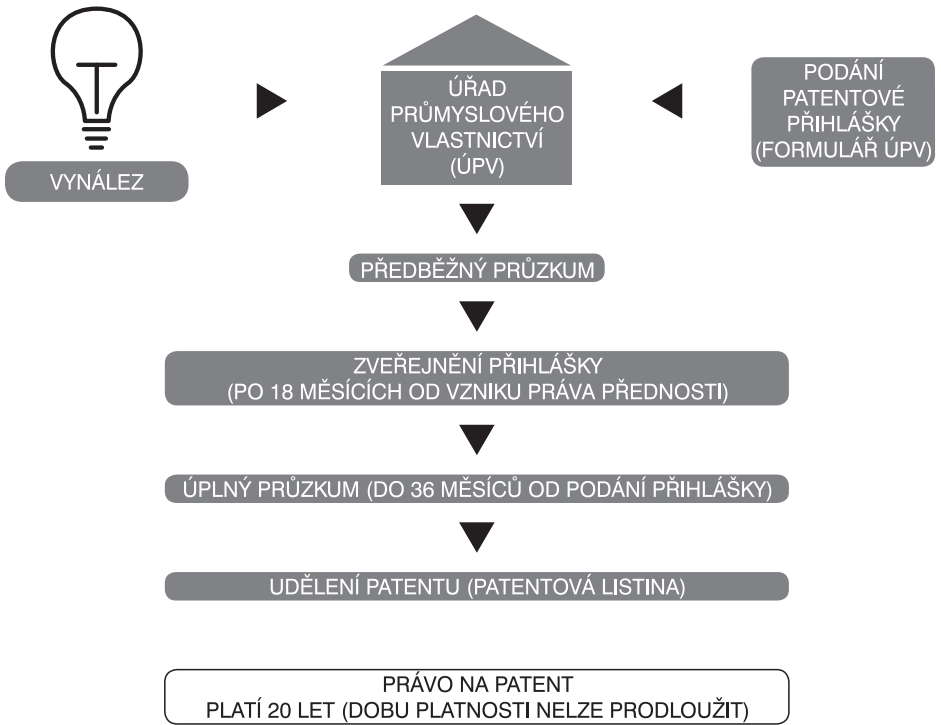 VYNÁLEZ
ÚŘAD
PRŮMYSLOVÉHO
VLASTNICTVÍ
(ÚPV)
PODÁNÍ
PATENTOVÉ
PŘIHLÁŠKY
(FORMULÁŘ ÚPV)
PŘEDBĚŽNÝ PRŮZKUM
ZVEŘEJNĚNÍ PŘIHLÁŠKY
(PO 18 MĚSÍCÍCH OD VZNIKU PRÁVA PŘEDNOSTI)
ÚPLNÝ PRŮZKUM (DO 36 MĚSÍCŮ OD PODÁNÍ PŘIHLÁŠKY)
UDĚLENÍ PATENTU (PATENTOVÁ LISTINA)
PRÁVO NA PATENT
PLATÍ 20 LET (DOBU PLATNOSTI NELZE PRODLOUŽIT)